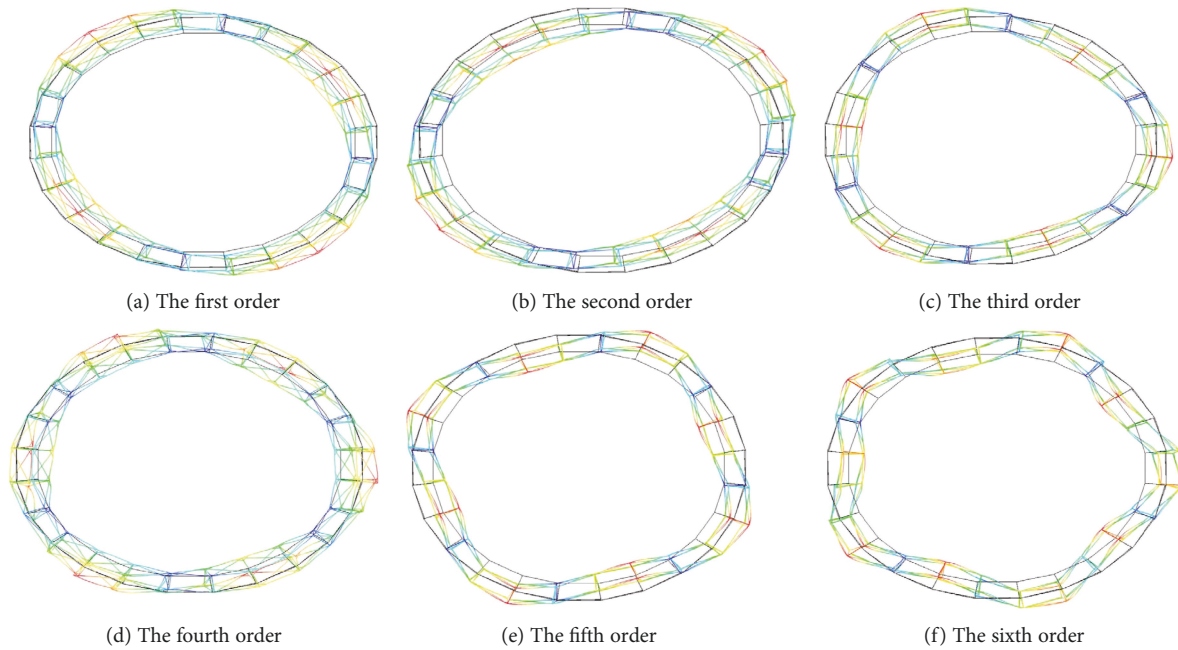 (a) The first order
(b) The second order
(c) The third order
(d) The fourth order
(e) The fifth order
(f) The sixth order